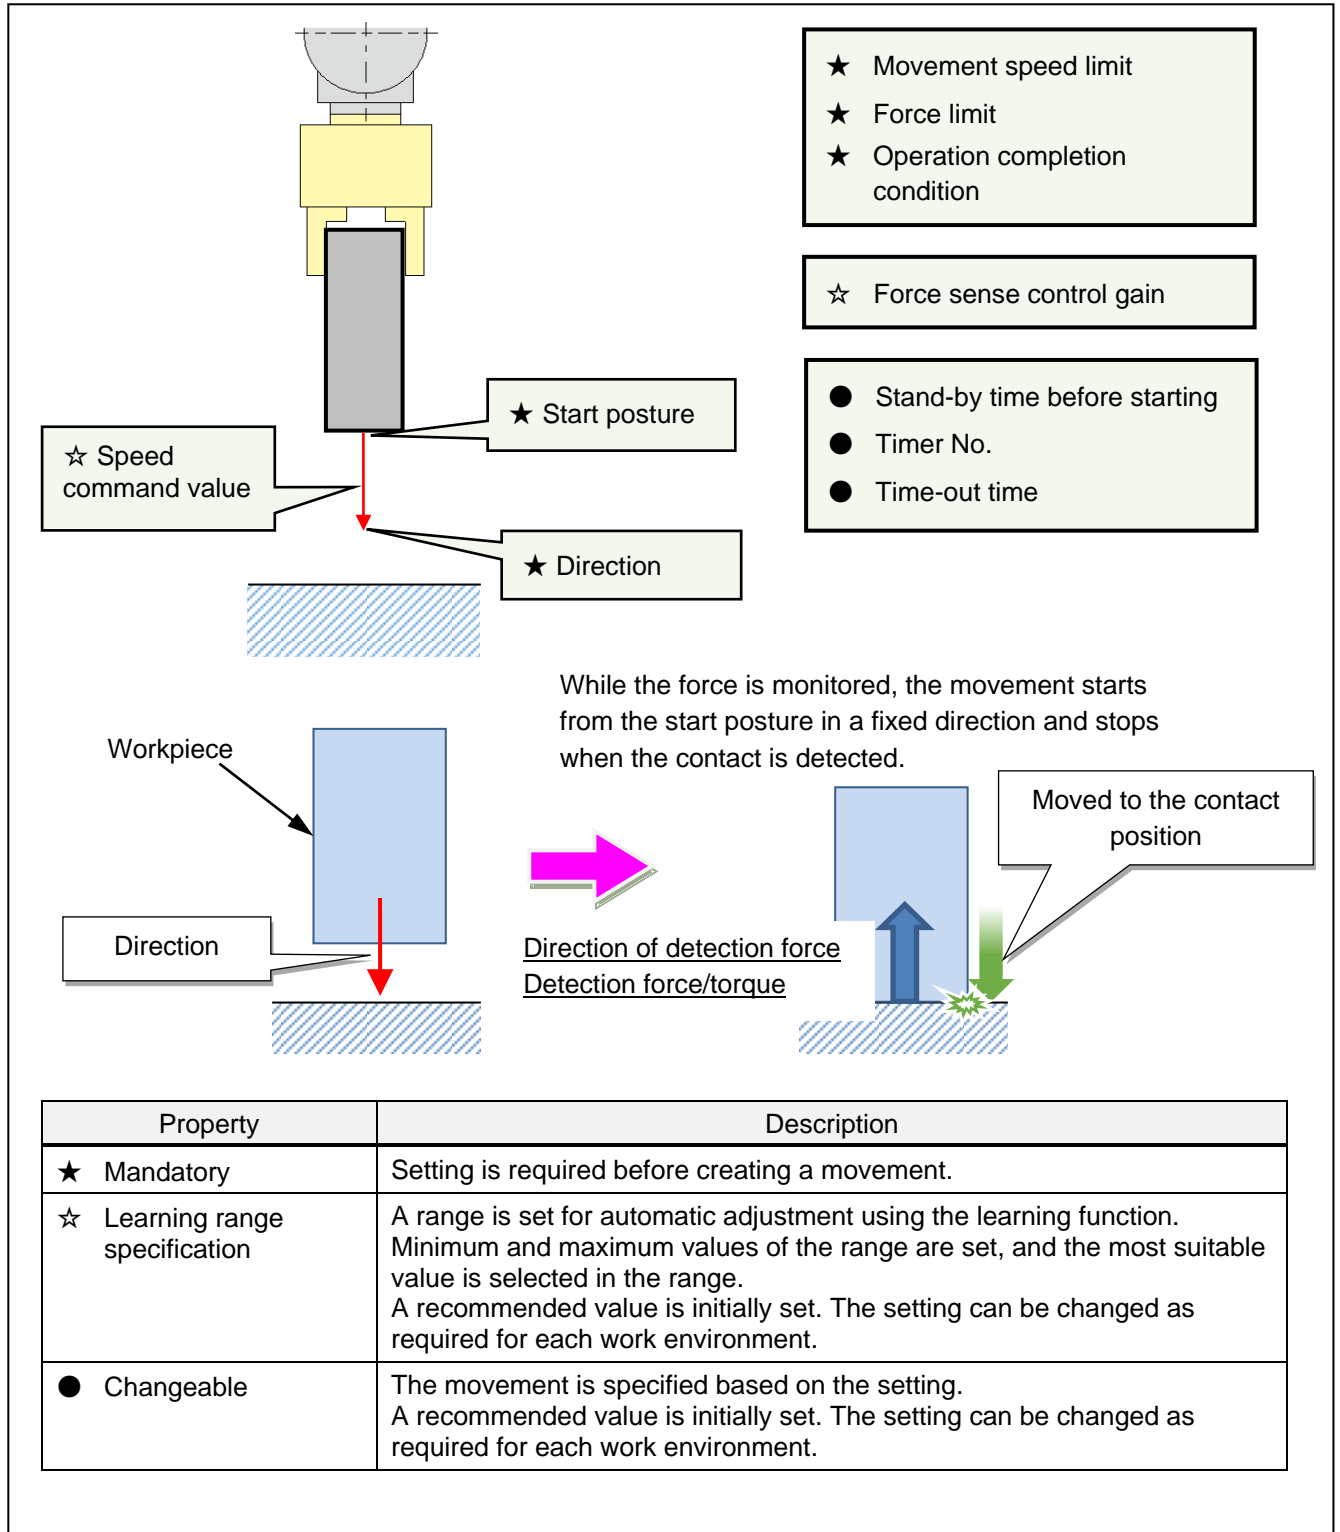 ★ Movement speed limit
★ Force limit
★ Operation completion
condition
☆ Force sense control gain
● Stand-by time before starting
● Timer No.
● Time-out time
★ Start posture
☆ Speed
command value
★ Direction
While the force is monitored, the movement starts
from the start posture in a fixed direction and stops
when the contact is detected.
Workpiece
Moved to the contact
position
Direction
Direction of detection force
Detection force/torque
Property Description
★ Mandatory Setting is required before creating a movement.
☆ Learning range
specification
A range is set for automatic adjustment using the learning function.
Minimum and maximum values of the range are set, and the most suitable
value is selected in the range.
A recommended value is initially set. The setting can be changed as
required for each work environment.
● Changeable The movement is specified based on the setting.
A recommended value is initially set. The setting can be changed as
required for each work environment.